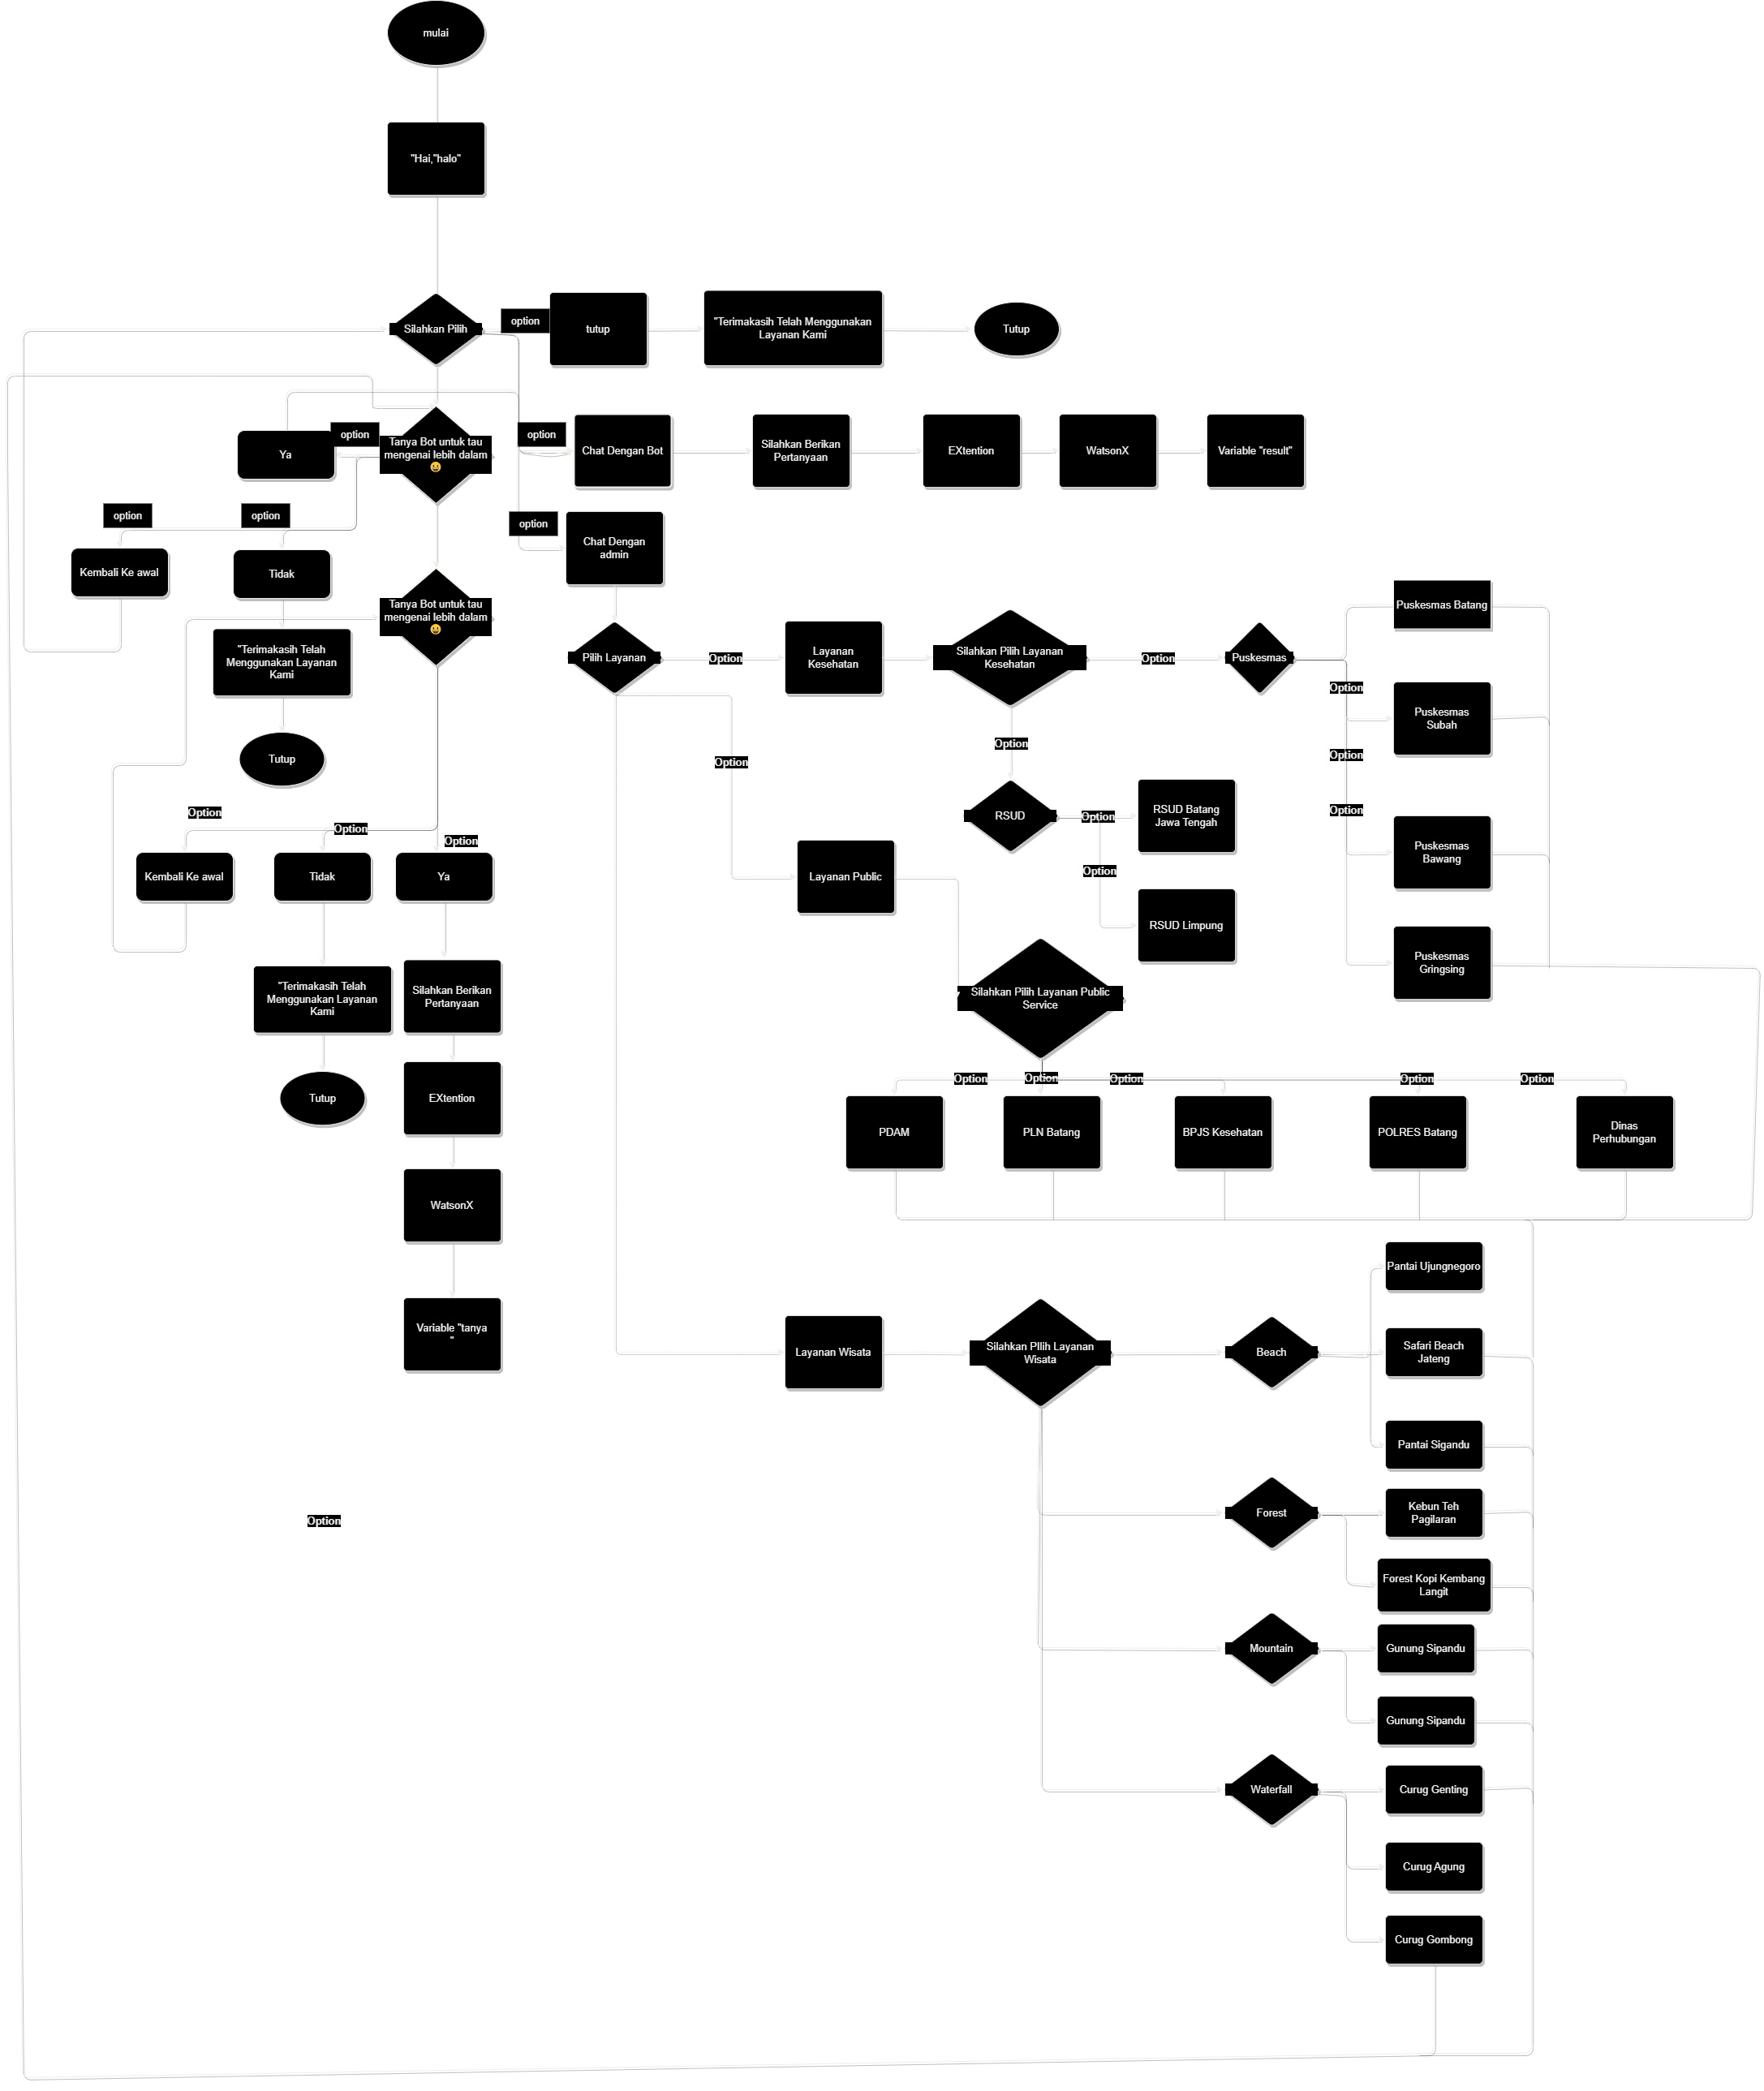 mulai
"Hai,"halo"
Silahkan Pilih
option
tutup
"Terimakasih Telah Menggunakan
Layanan Kami
Tutup
Ya
option
Tanya Bot untuk tau
mengenai lebih dalam
😀
option
Chat Dengan Bot
Silahkan Berikan
Pertanyaan
EXtention
WatsonX
Variable "result"
option
option
option
Chat Dengan
admin
Kembali Ke awal
Tidak
Tanya Bot untuk tau
mengenai lebih dalam
😀
"Terimakasih Telah
Menggunakan Layanan
Kami
Tutup
Pilih Layanan
Option
Layanan
Kesehatan
Silahkan Pilih Layanan
Kesehatan
Option
Puskesmas
Puskesmas Batang
Option
Puskesmas
Subah
Option
Option
Puskesmas
Bawang
Puskesmas
Gringsing
Option
Option
RSUD
Option
RSUD Batang
Jawa Tengah
Option
RSUD Limpung
Option
Option
Option
Kembali Ke awal
Tidak
Ya
Layanan Public
"Terimakasih Telah
Menggunakan Layanan
Kami
Tutup
Silahkan Berikan
Pertanyaan
EXtention
WatsonX
Variable "tanya
"
Silahkan Pilih Layanan Public
Service
Option
Option
Option
Option
Option
PDAM
PLN Batang
BPJS Kesehatan
POLRES Batang
Dinas
Perhubungan
Layanan Wisata
Silahkan PIlih Layanan
Wisata
Beach
Pantai Ujungnegoro
Safari Beach
Jateng
Pantai Sigandu
Option
Forest
Kebun Teh
Pagilaran
Forest Kopi Kembang
Langit
Mountain
Gunung Sipandu
Gunung Sipandu
Waterfall
Curug Genting
Curug Agung
Curug Gombong